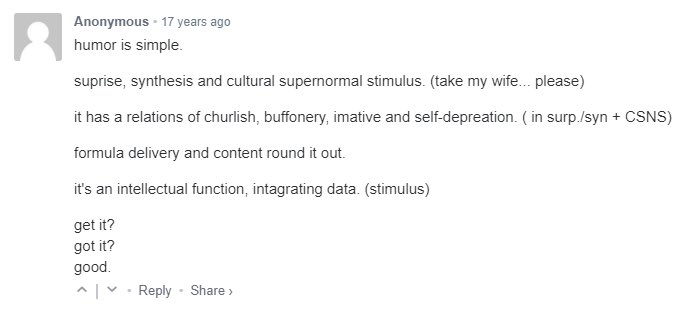 Anonymous • 17 years ago
humor is simple.
suprise, synthesis and cultural supernormal stimulus. (take my wife... please)
it has a relations of churlish, buffonery, imative and self-depreation. ( in surp./syn + CSNS)
formula delivery and content round it out.
it's an intellectual function, intagrating data. (stimulus)
get it?
got it?
good.
• Reply • Share ›